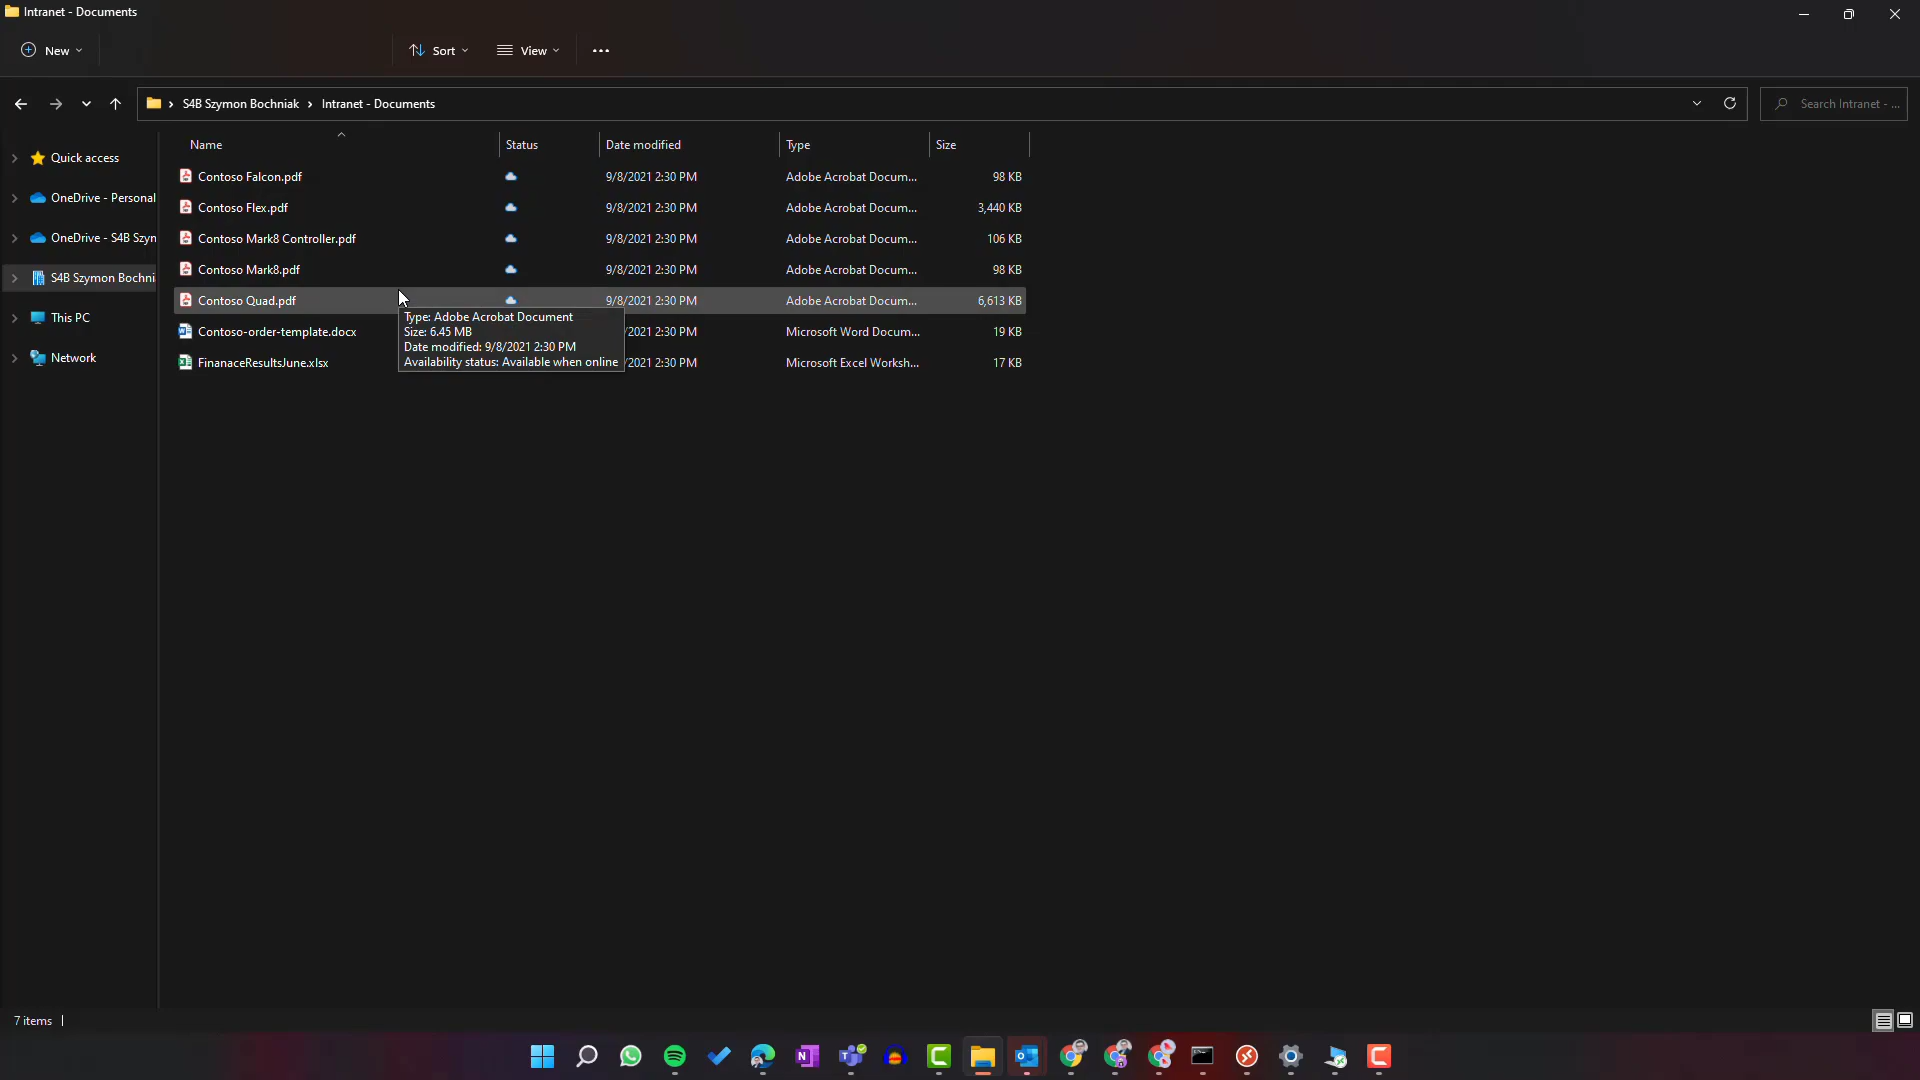 Intranet - Documents
New
Sort
View
S4B Szymon Bochniak
Intranet - Documents
Search Intranet - ...
Name
Status
Date modified
Type
Size
Quick access
OneDrive - Personal
OneDrive - S4B Szyn
S4B Szymon Bochni
This PC
Network
Contoso Falcon.pdf 9/8/2021 2:30 PM Adobe Acrobat Docum... 98 KB
Contoso Flex.pdf 9/8/2021 2:30 PM Adobe Acrobat Docum... 3,440 KB
Contoso Mark8 Controller.pdf 9/8/2021 2:30 PM Adobe Acrobat Docum... 106 KB
Contoso Mark8.pdf 9/8/2021 2:30 PM Adobe Acrobat Docum... 98 KB
Contoso Quad.pdf 9/8/2021 2:30 PM Adobe Acrobat Docum... 6,613 KB
Contoso-order-template.docx /2021 2:30 PM Microsoft Word Docum... 19 KB
FinanaceResultsJune.xlsx /2021 2:30 PM Microsoft Excel Worksh... 17 KB
Type: Adobe Acrobat Document
Size: 6.45 MB
Date modified: 9/8/2021 2:30 PM
Availability status: Available when online
7 items